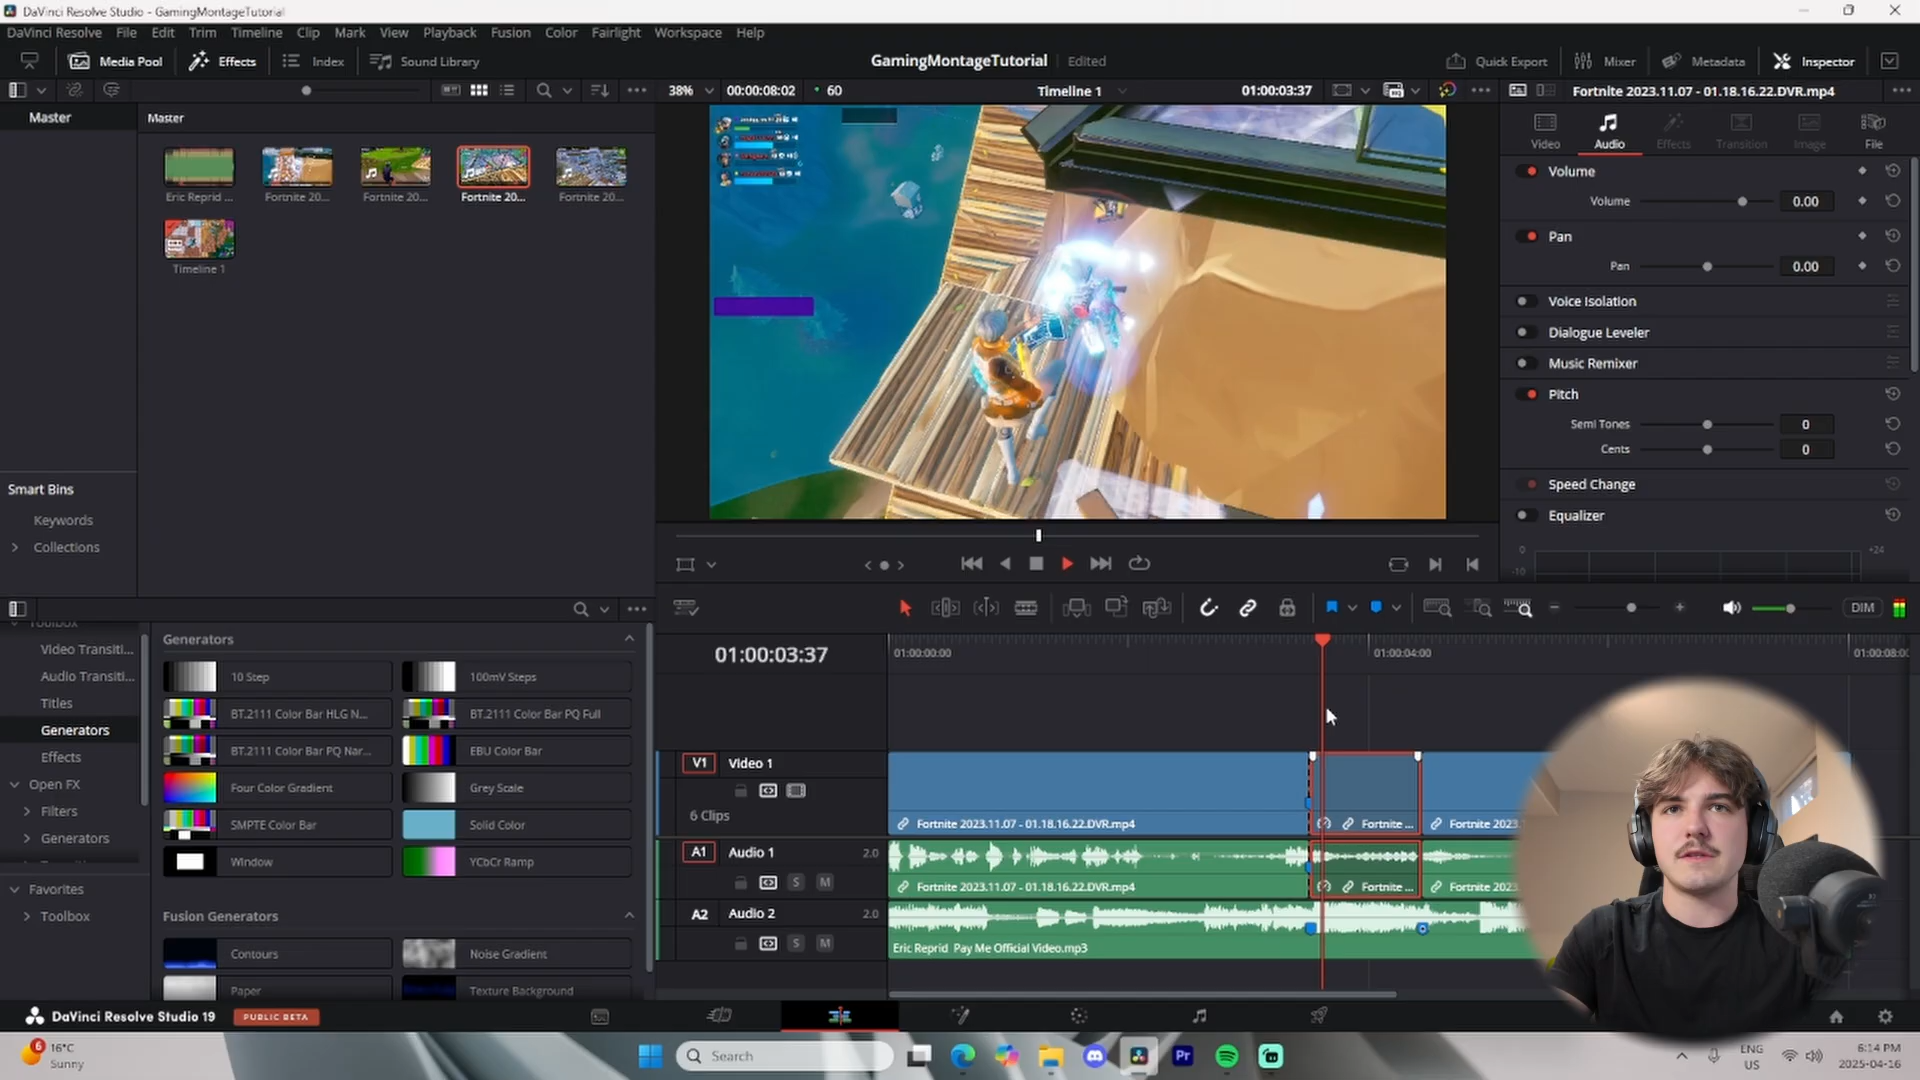 DaVinci Resolve Studio - GamingMontageTutorial
DaVinci Resolve File Edit Trim Timeline Clip Mark View Playback Fusion Color Fairlight Workspace Help
Media Pool Effects Index Sound Library
GamingMontageTutorial Edited
Quick Export Mixer Metadata Inspector
38% 00:00:08:02 60 Timeline 1 01:00:03:37
Fortnite 2023.11.07 - 01.18.16.22.DVR.mp4
Master
Master
Eric Reprid ... Fortnite 20... Fortnite 20... Fortnite 20... Fortnite 20...
Timeline 1
Smart Bins
Keywords
Collections
Video Audio Effects Transition Image File
Volume
Volume 0.00
Pan
Pan 0.00
Voice Isolation
Dialogue Leveler
Music Remixer
Pitch
Semi Tones 0
Cents 0
Speed Change
Equalizer
0 +24
-10
DIM
Toolbox
Video Transiti...
Audio Transiti...
Titles
Generators
Effects
Open FX
Filters
Generators
Favorites
Toolbox
Generators
10 Step 100mV Steps
BT.2111 Color Bar HLG N... BT.2111 Color Bar PQ Full
BT.2111 Color Bar PQ Nar... EBU Color Bar
Four Color Gradient Grey Scale
SMPTE Color Bar Solid Color
Window YCbCr Ramp
Fusion Generators
Contours Noise Gradient
Paper Texture Background
01:00:03:37
01:00:00:00 01:00:04:00 01:00:08:00
V1 Video 1
6 Clips
Fortnite 2023.11.07 - 01.18.16.22.DVR.mp4 Fortnite ... Fortnite 2023
A1 Audio 1 2.0
S M
Fortnite 2023.11.07 - 01.18.16.22.DVR.mp4 Fortnite ... Fortnite 2023
A2 Audio 2 2.0
S M
Eric Reprid Pay Me Official Video.mp3
DaVinci Resolve Studio 19 PUBLIC BETA
6
16°C
Sunny
Search
Pr
ENG
US
6:14 PM
2025-04-16